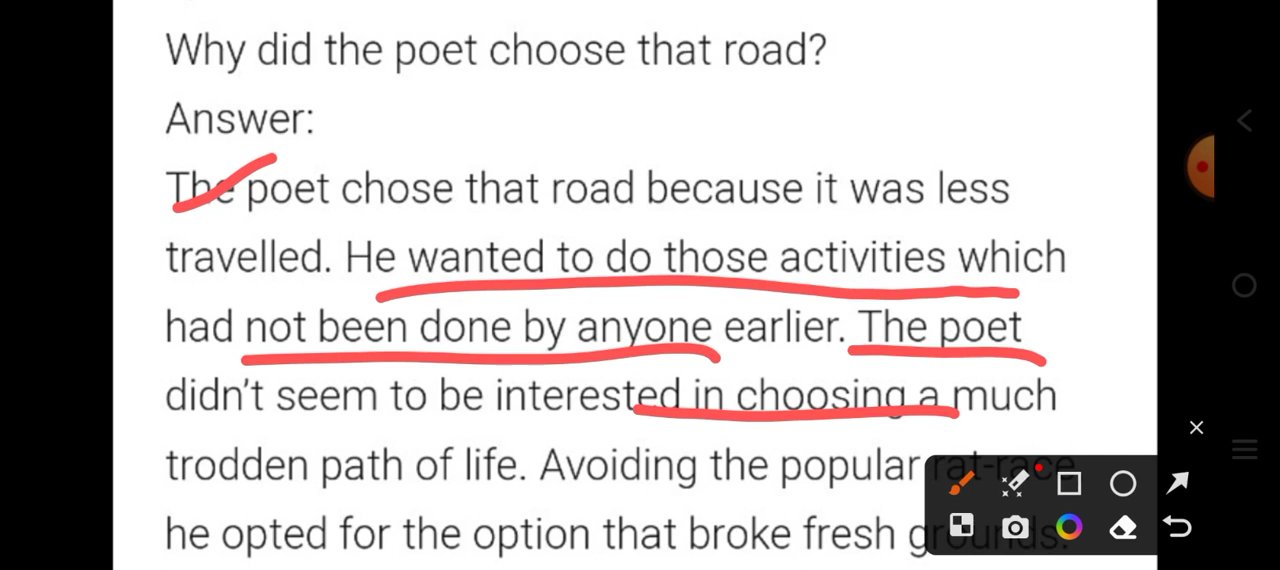 Why did the poet choose that road?
Answer:
The poet chose that road because it was less
travelled. He wanted to do those activities which
had not been done by anyone earlier. The poet
didn't seem to be interested in choosing a much
trodden path of life. Avoiding the popular rat-race
he opted for the option that broke fresh grounds.